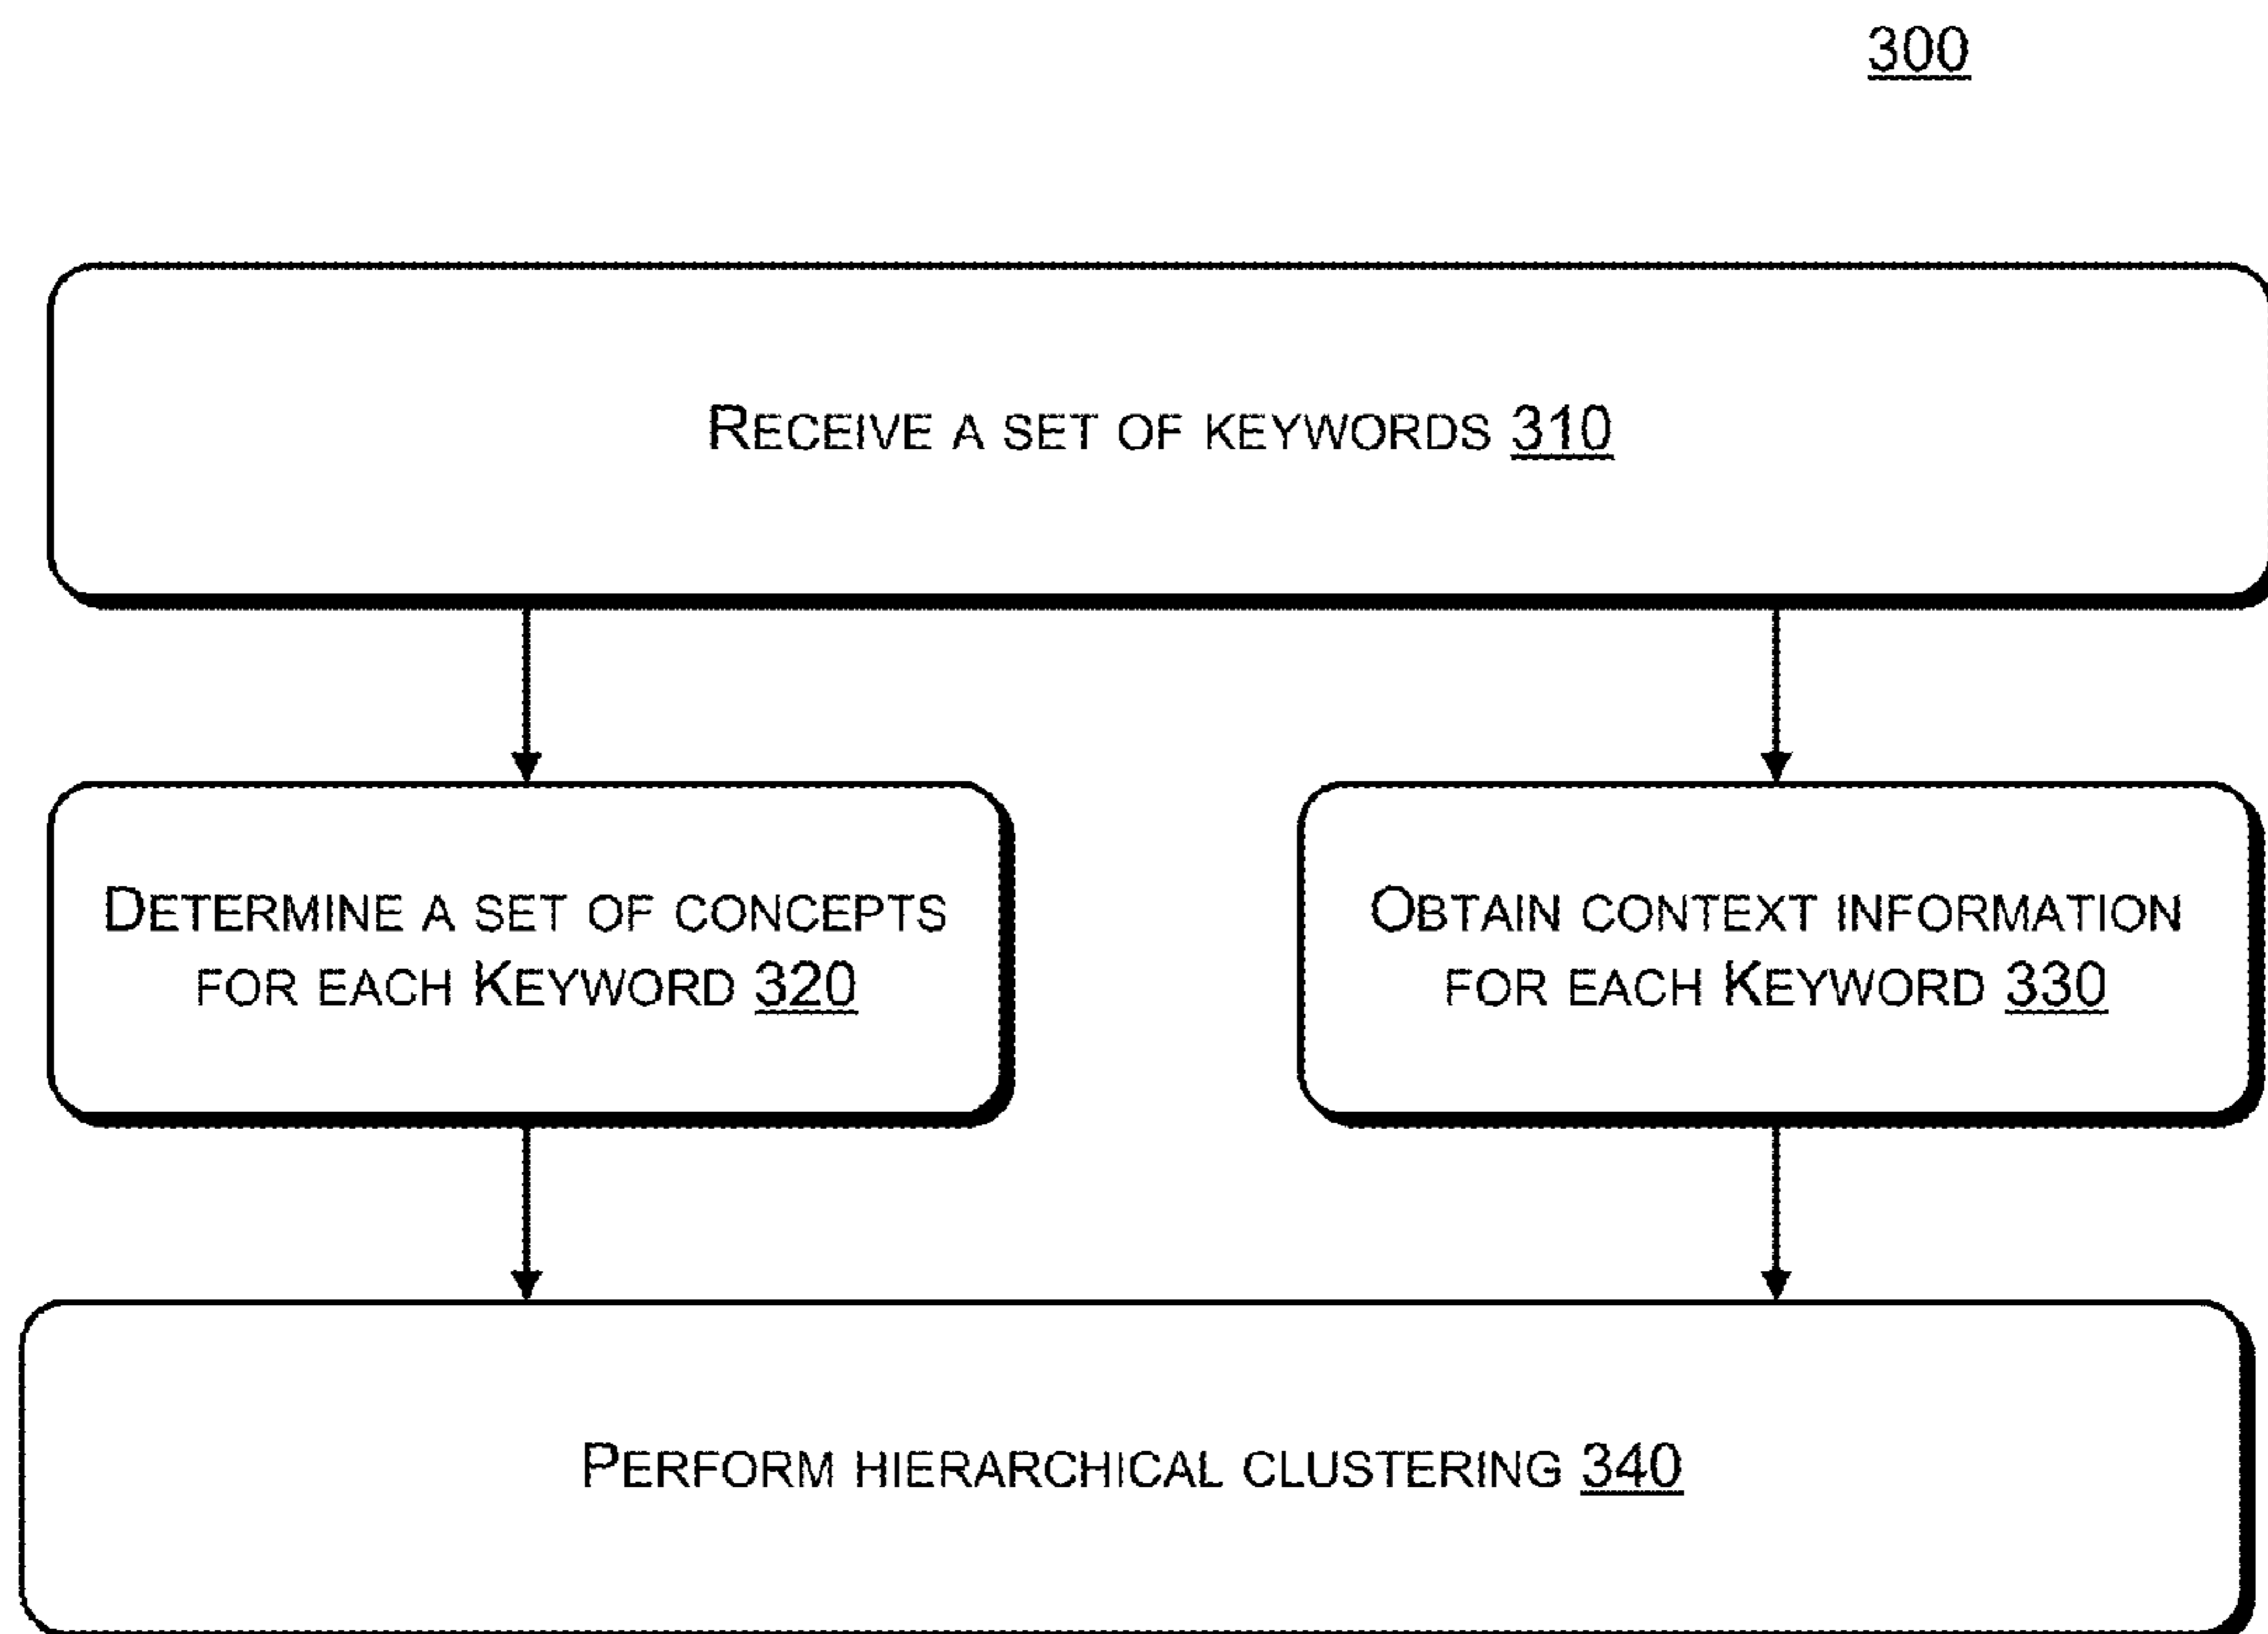 300
RECEIVE A SET OF KEYWORDS 310
DETERMINE A SET OF CONCEPTS
FOR EACH KEYWORD 320
OBTAIN CONTEXT INFORMATION
FOR EACH KEYWORD 330
PERFORM HIERARCHICAL CLUSTERING 340